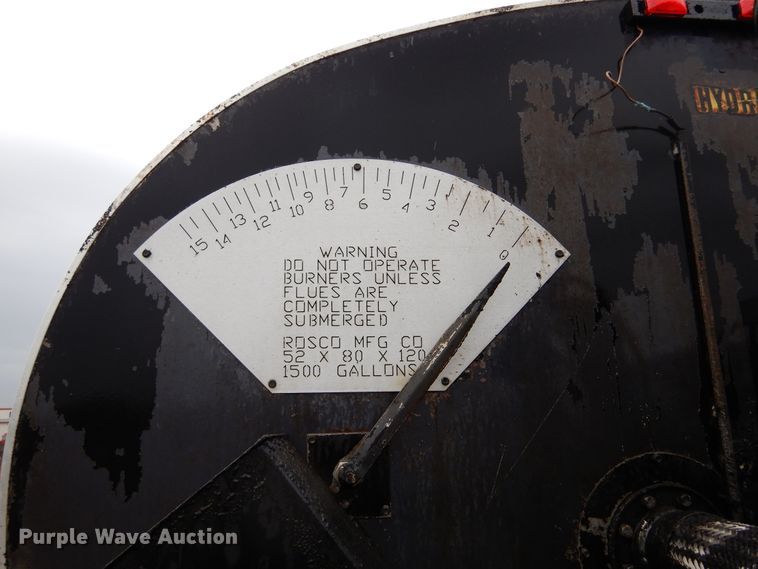 HYDR
15 14 13 12 11 10 9 8 7 6 5 4 3 2 1 0
WARNING
DO NOT OPERATE
BURNERS UNLESS
FLUES ARE
COMPLETELY
SUBMERGED
ROSCO MFG CO
52 X 80 X 120
1500 GALLONS
Purple Wave Auction